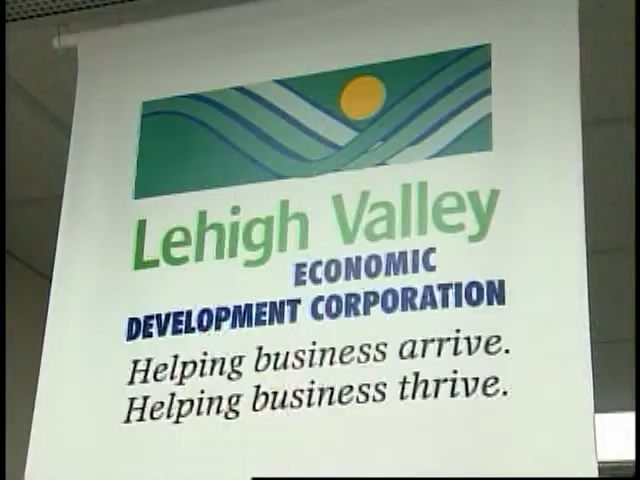 Lehigh Valley
ECONOMIC
DEVELOPMENT CORPORATION
Helping business arrive.
Helping business thrive.